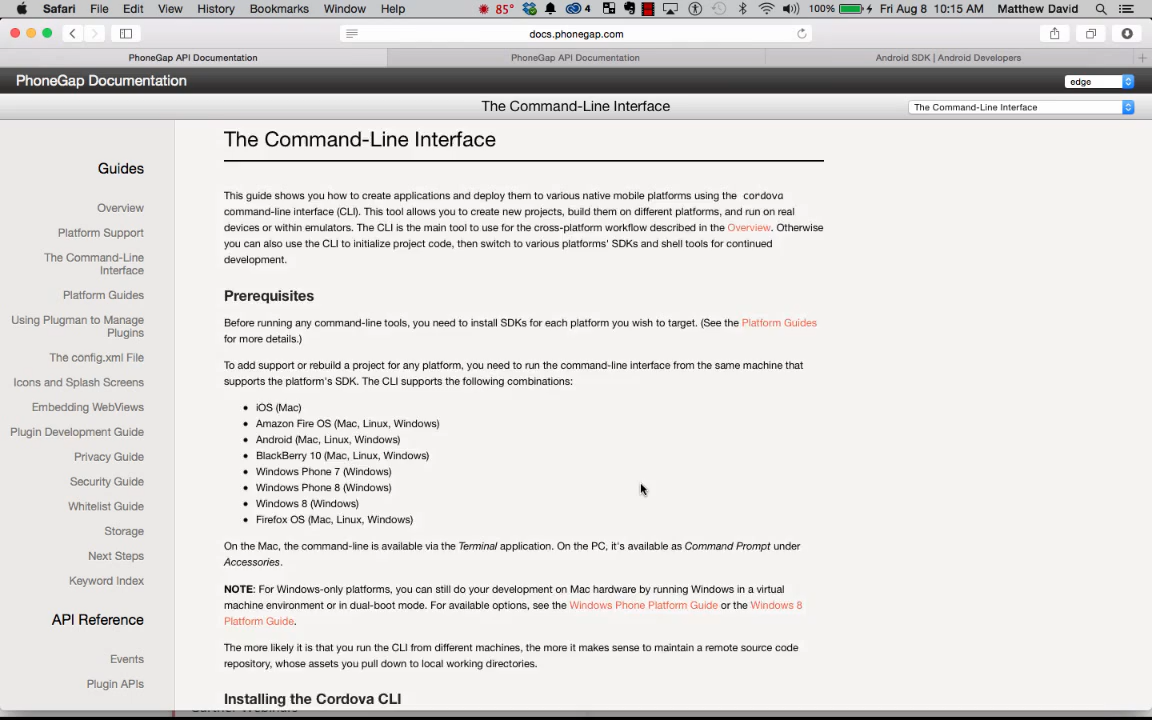 Safari File Edit View History Bookmarks Window Help 85° 4 100% Fri Aug 8 10:15 AM Matthew David
docs.phonegap.com
PhoneGap API Documentation PhoneGap API Documentation Android SDK | Android Developers
PhoneGap Documentation edge
The Command-Line Interface The Command-Line Interface
Guides
Overview
Platform Support
The Command-Line
Interface
Platform Guides
Using Plugman to Manage
Plugins
The config.xml File
Icons and Splash Screens
Embedding WebViews
Plugin Development Guide
Privacy Guide
Security Guide
Whitelist Guide
Storage
Next Steps
Keyword Index
API Reference
Events
Plugin APIs
The Command-Line Interface
This guide shows you how to create applications and deploy them to various native mobile platforms using the cordova
command-line interface (CLI). This tool allows you to create new projects, build them on different platforms, and run on real
devices or within emulators. The CLI is the main tool to use for the cross-platform workflow described in the Overview. Otherwise
you can also use the CLI to initialize project code, then switch to various platforms' SDKs and shell tools for continued
development.
Prerequisites
Before running any command-line tools, you need to install SDKs for each platform you wish to target. (See the Platform Guides
for more details.)
To add support or rebuild a project for any platform, you need to run the command-line interface from the same machine that
supports the platform's SDK. The CLI supports the following combinations:
• iOS (Mac)
• Amazon Fire OS (Mac, Linux, Windows)
• Android (Mac, Linux, Windows)
• BlackBerry 10 (Mac, Linux, Windows)
• Windows Phone 7 (Windows)
• Windows Phone 8 (Windows)
• Windows 8 (Windows)
• Firefox OS (Mac, Linux, Windows)
On the Mac, the command-line is available via the Terminal application. On the PC, it's available as Command Prompt under
Accessories.
NOTE: For Windows-only platforms, you can still do your development on Mac hardware by running Windows in a virtual
machine environment or in dual-boot mode. For available options, see the Windows Phone Platform Guide or the Windows 8
Platform Guide.
The more likely it is that you run the CLI from different machines, the more it makes sense to maintain a remote source code
repository, whose assets you pull down to local working directories.
Installing the Cordova CLI